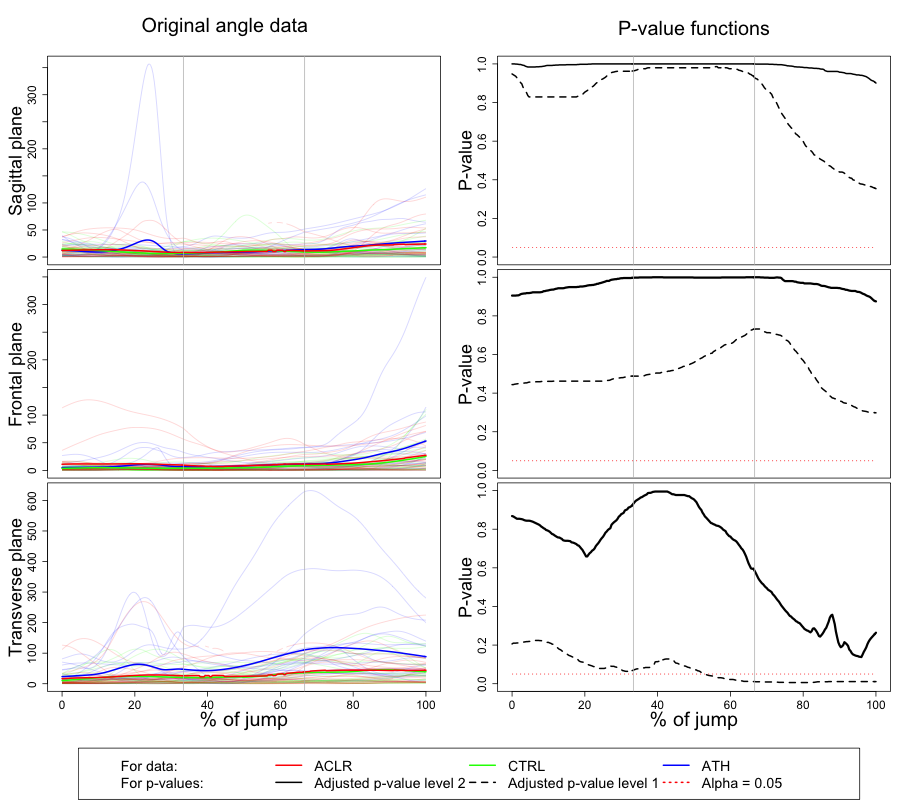 Original angle data
P-value functions
Sagittal plane
0
50
100
200
300
P-value
0.0
0.2
0.4
0.6
0.8
1.0
Frontal plane
0
50
100
200
300
P-value
0.0
0.2
0.4
0.6
0.8
1.0
Transverse plane
0
100
200
300
400
500
600
P-value
0.0
0.2
0.4
0.6
0.8
1.0
0 20 40 60 80 100
0 20 40 60 80 100
% of jump
% of jump
For data: ACLR CTRL ATH
For p-values: Adjusted p-value level 2 Adjusted p-value level 1 Alpha = 0.05